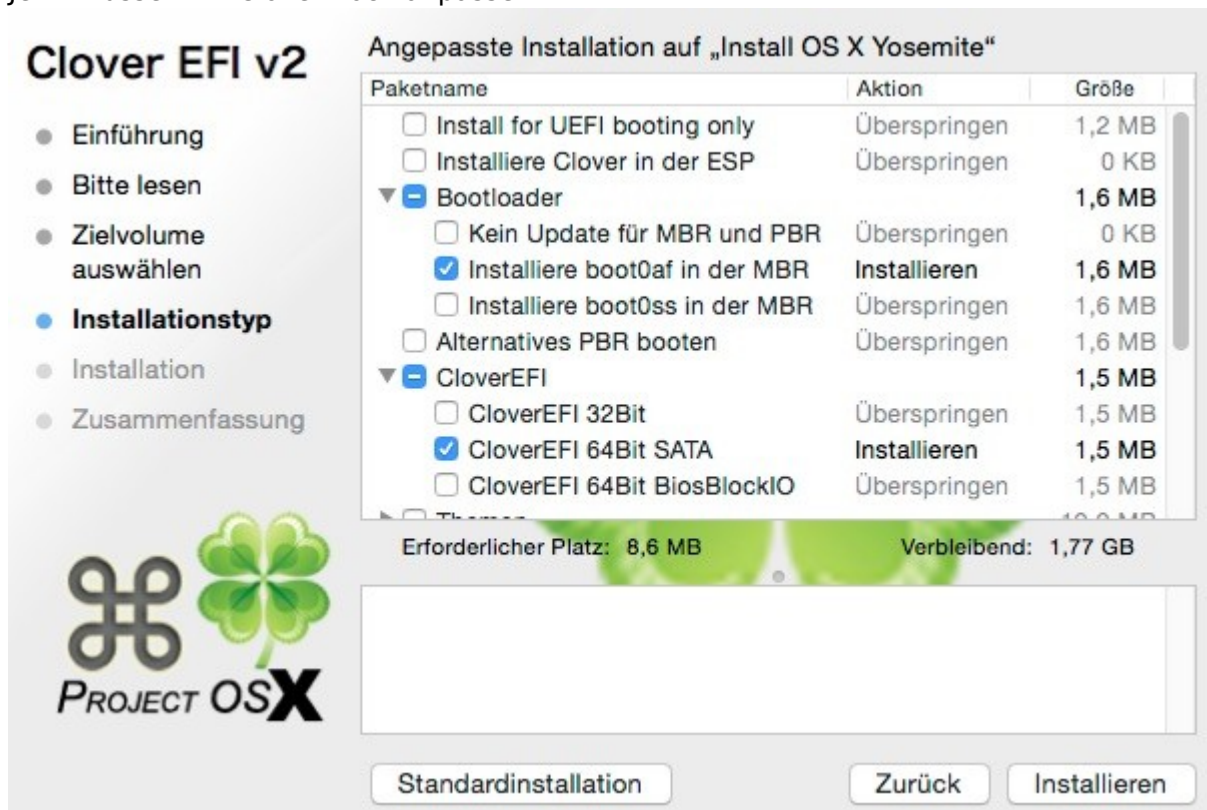 Clover EFI v2
Einführung
Bitte lesen
Zielvolume
auswählen
Installationstyp
Installation
Zusammenfassung
PROJECT OSX
Angepasste Installation auf „Install OS X Yosemite“
Paketname Aktion Größe
Install for UEFI booting only Überspringen 1,2 MB
Installiere Clover in der ESP Überspringen 0 KB
Bootloader 1,6 MB
Kein Update für MBR und PBR Überspringen 0 KB
Installiere boot0af in der MBR Installieren 1,6 MB
Installiere boot0ss in der MBR Überspringen 1,6 MB
Alternatives PBR booten Überspringen 1,6 MB
CloverEFI 1,5 MB
CloverEFI 32Bit Überspringen 1,5 MB
CloverEFI 64Bit SATA Installieren 1,5 MB
CloverEFI 64Bit BiosBlockIO Überspringen 1,5 MB
Erforderlicher Platz: 8,6 MB Verbleibend: 1,77 GB
Standardinstallation Zurück Installieren